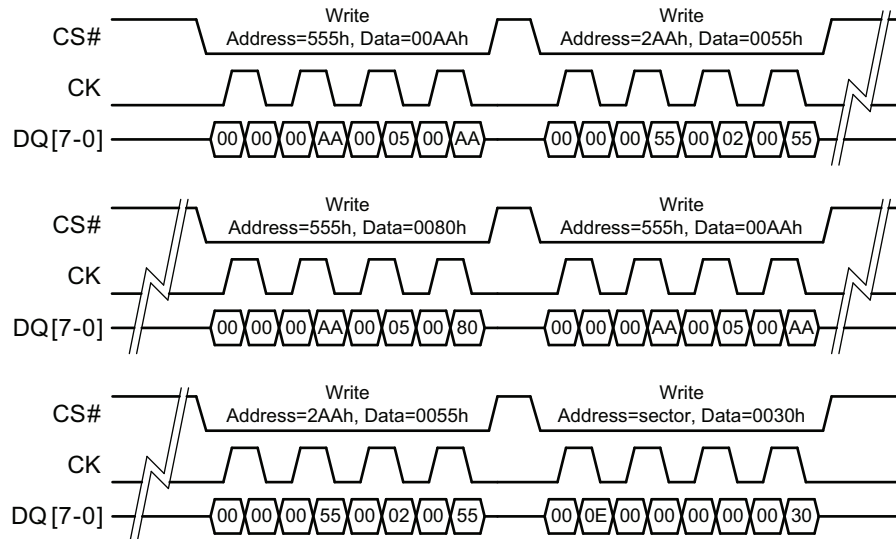 Write Write
CS# Address=555h, Data=00AAh Address=2AAh, Data=0055h
CK
DQ[7-0] 00 00 00 AA 00 05 00 AA 00 00 00 55 00 02 00 55
Write Write
CS# Address=555h, Data=0080h Address=555h, Data=00AAh
CK
DQ[7-0] 00 00 00 AA 00 05 00 80 00 00 00 AA 00 05 00 AA
Write Write
CS# Address=2AAh, Data=0055h Address=sector, Data=0030h
CK
DQ[7-0] 00 00 00 55 00 02 00 55 00 0E 00 00 00 00 00 30